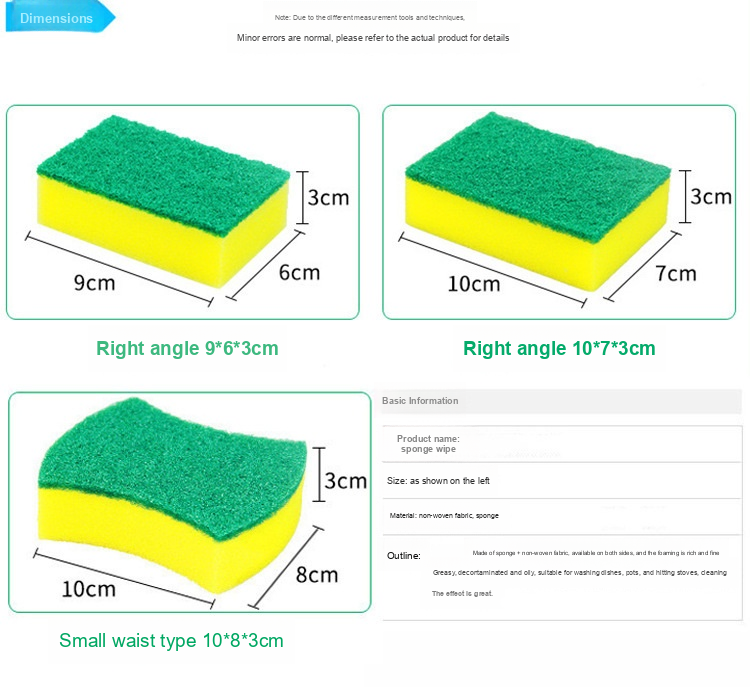 Dimensions
Note: Due to the different measurement tools and techniques,
Minor errors are normal, please refer to the actual product for details
3cm
6cm
9cm
3cm
7cm
10cm
Right angle 9*6*3cm
Right angle 10*7*3cm
3cm
8cm
10cm
Small waist type 10*8*3cm
Basic Information
Product name:
sponge wipe
Size: as shown on the left
Material: non-woven fabric, sponge
Outline:
Made of sponge + non-woven fabric, available on both sides, and the foaming is rich and fine
Greasy, decortaminated and oily, suitable for washing dishes, pots, and hitting stoves, cleaning
The effect is great.